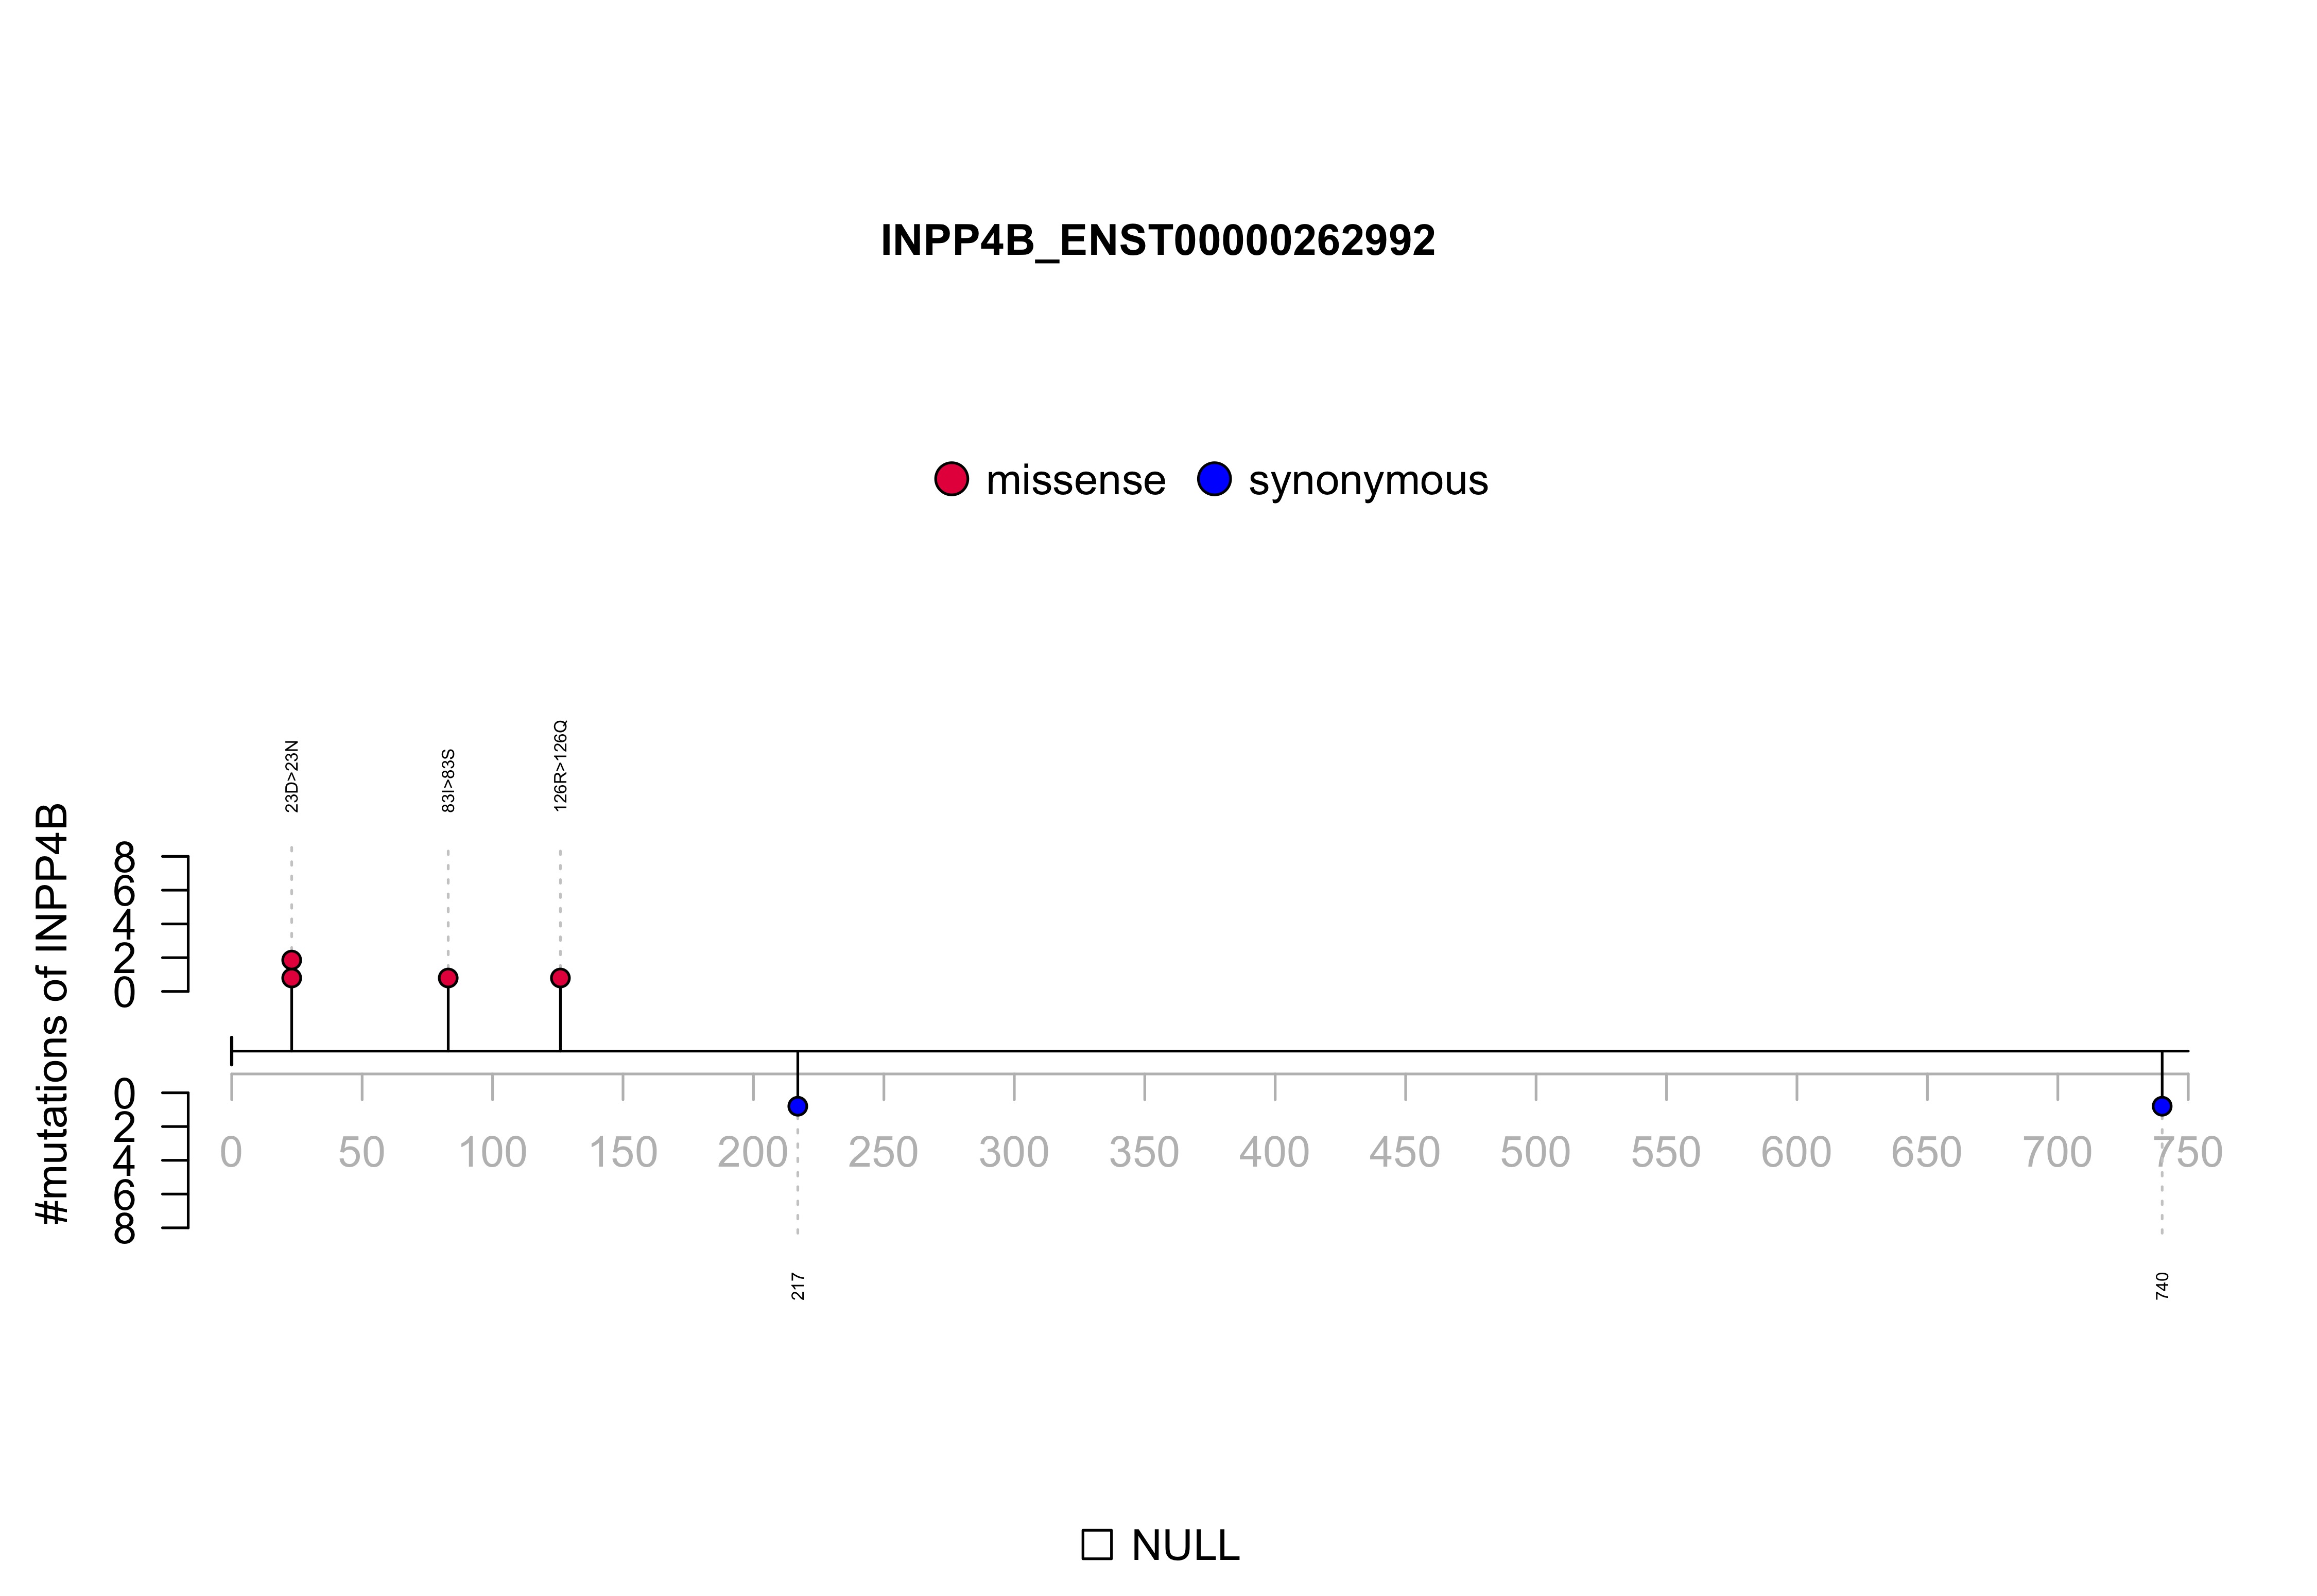 INPP4B_ENST00000262992
missense synonymous
23D>23N
83I>83S
126R>126Q
#mutations of INPP4B
8
6
4
2
0
0
2
4
6
8
0 50 100 150 200 250 300 350 400 450 500 550 600 650 700 750
217
740
NULL